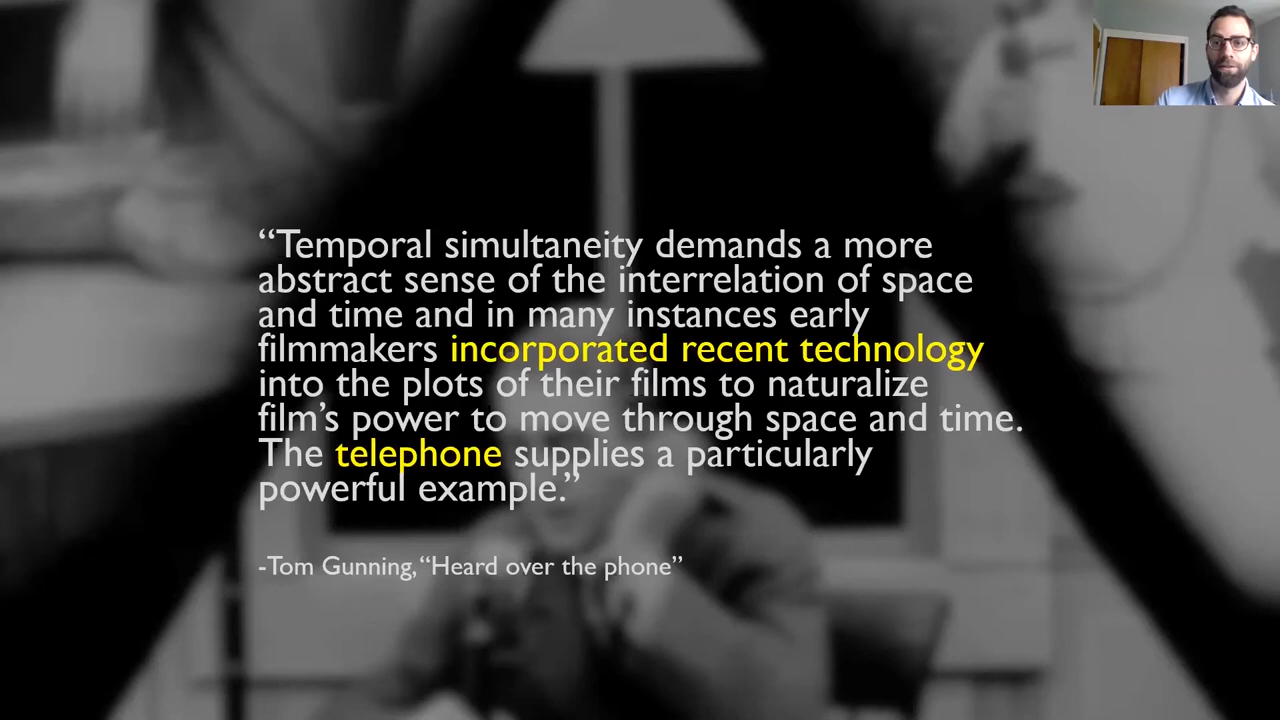 “Temporal simultaneity demands a more
abstract sense of the interrelation of space
and time and in many instances early
filmmakers incorporated recent technology
into the plots of their films to naturalize
film’s power to move through space and time.
The telephone supplies a particularly
powerful example.”
-Tom Gunning, “Heard over the phone”